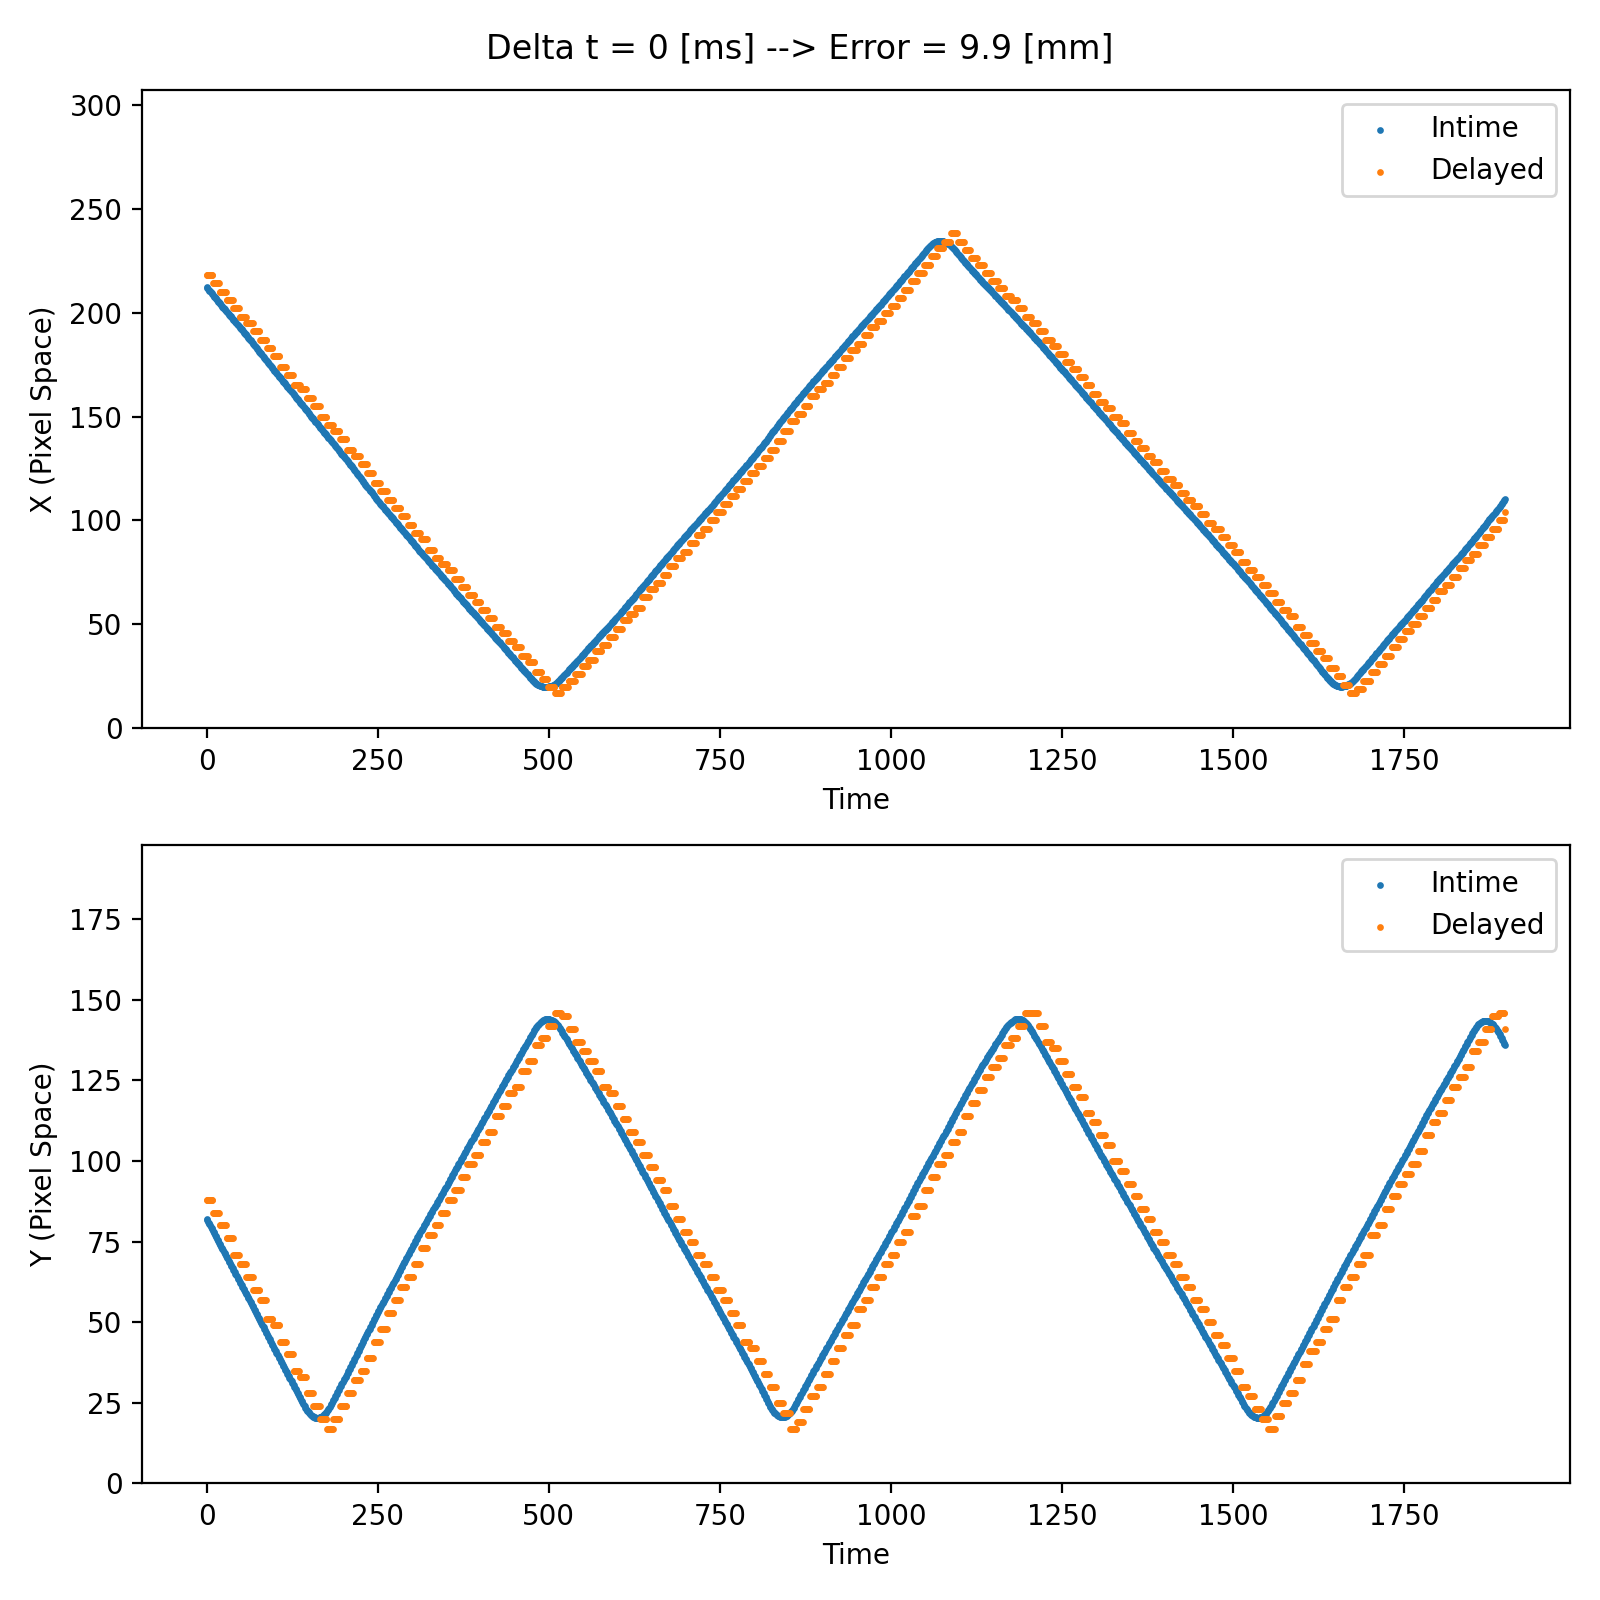 Delta t = 0 [ms] --> Error = 9.9 [mm]
300
250
200
150
100
50
0
X (Pixel Space)
Intime
Delayed
0 250 500 750 1000 1250 1500 1750
Time
175
150
125
100
75
50
25
0
Y (Pixel Space)
Intime
Delayed
0 250 500 750 1000 1250 1500 1750
Time